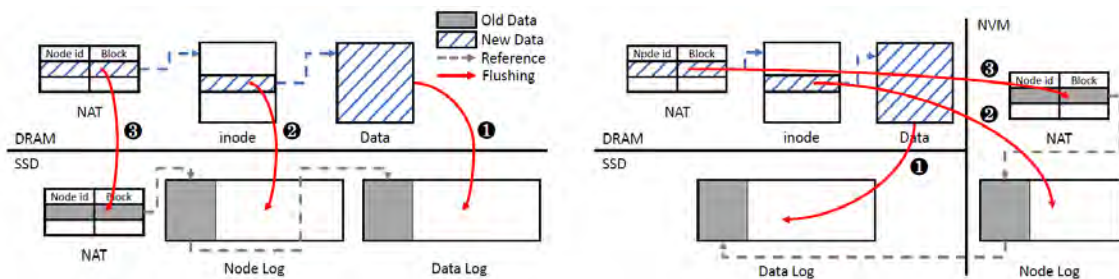 Node id Block
NAT
DRAM
inode
Data
Old Data
New Data
Reference
Flushing
❸
❷
❶
SSD
Node Id Block
NAT
Node Log
Data Log
Node id Block
NAT
DRAM
inode
Data
NVM
❸
❷
❶
Node id Block
NAT
SSD
Data Log
Node Log